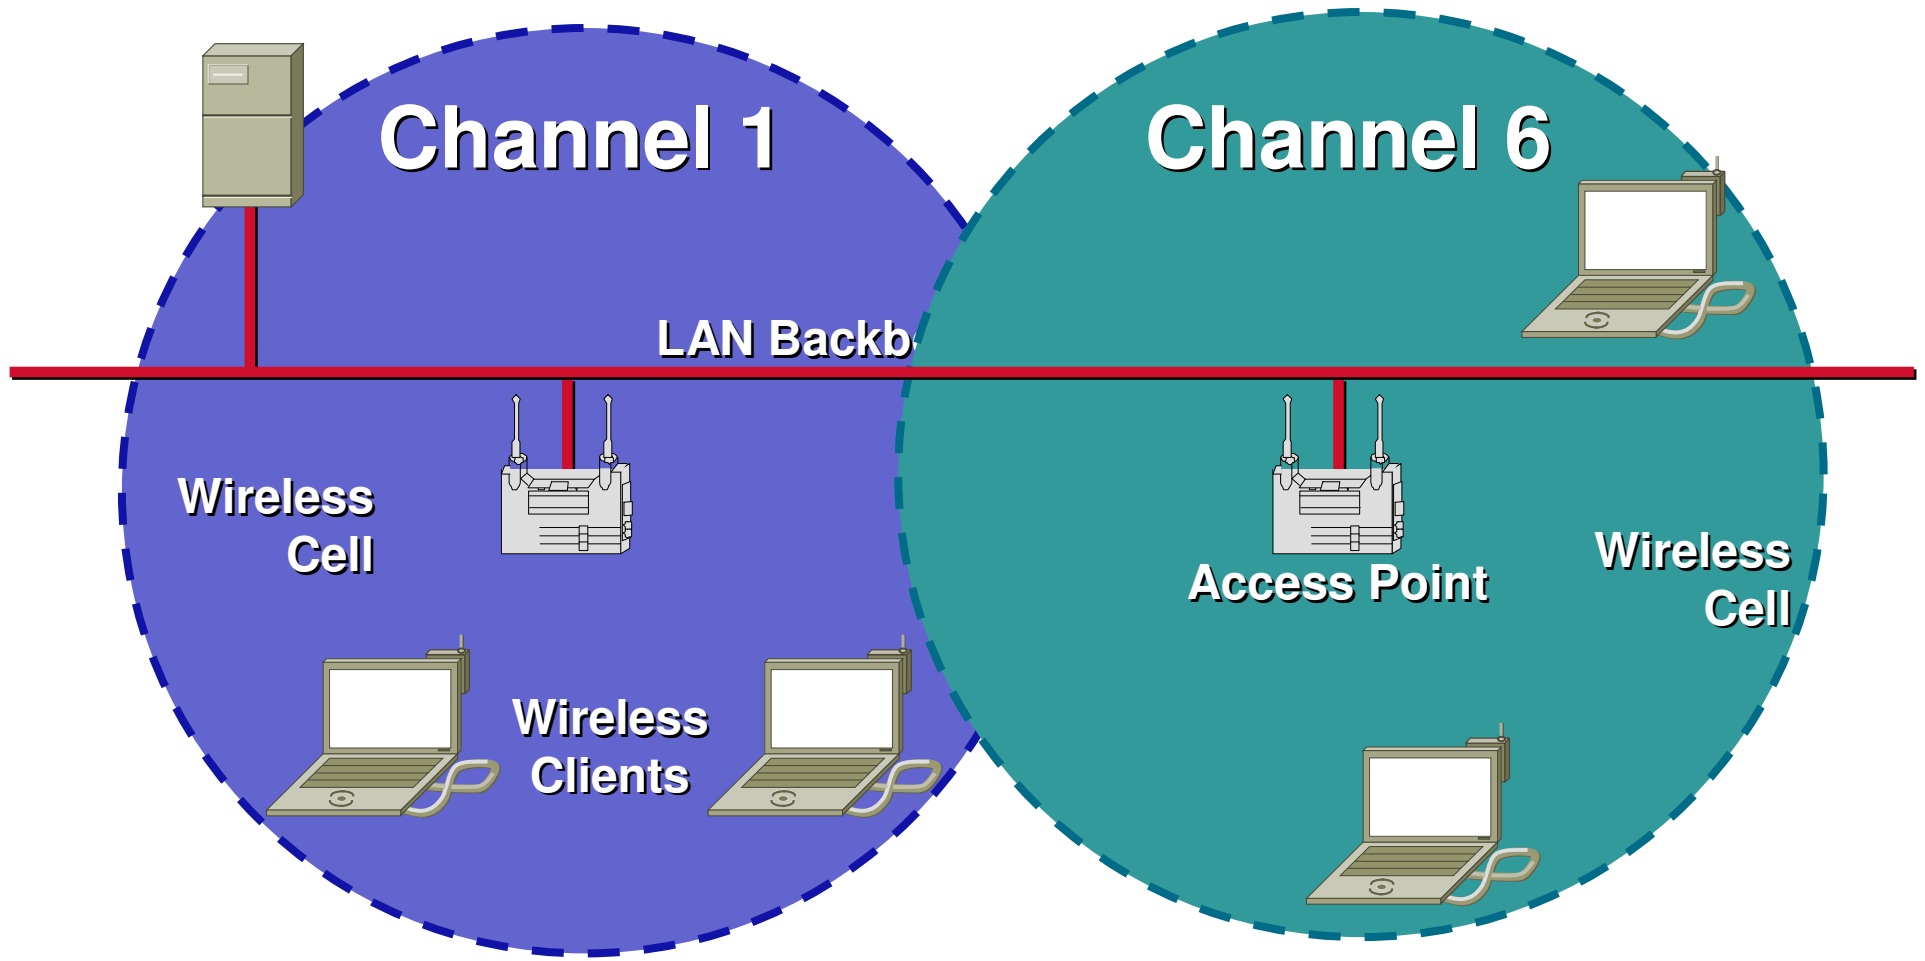 Channel 1
Channel 6
LAN Backb
Wireless
Cell
Access Point
Wireless
Cell
Wireless
Clients